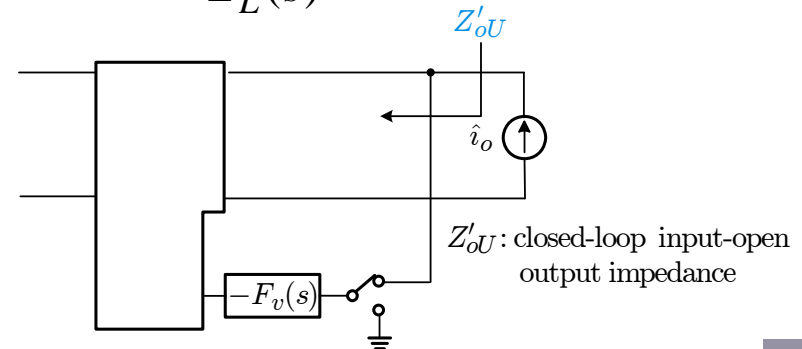 Z′oU
îo
Z′oU: closed-loop input-open
output impedance
−Fv(s)